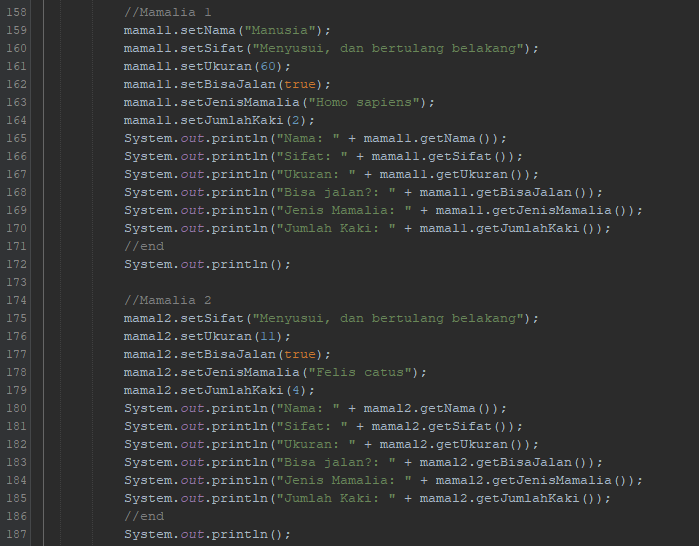 158 //Mamalia 1
159 mamal1.setNama("Manusia");
160 mamal1.setSifat("Menyusui, dan bertulang belakang");
161 mamal1.setUkuran(60);
162 mamal1.setBisaJalan(true);
163 mamal1.setJenisMamalia("Homo sapiens");
164 mamal1.setJumlahKaki(2);
165 System.out.println("Nama: " + mamal1.getNama());
166 System.out.println("Sifat: " + mamal1.getSifat());
167 System.out.println("Ukuran: " + mamal1.getUkuran());
168 System.out.println("Bisa jalan?: " + mamal1.getBisaJalan());
169 System.out.println("Jenis Mamalia: " + mamal1.getJenisMamalia());
170 System.out.println("Jumlah Kaki: " + mamal1.getJumlahKaki());
171 //end
172 System.out.println();
173
174 //Mamalia 2
175 mamal2.setSifat("Menyusui, dan bertulang belakang");
176 mamal2.setUkuran(11);
177 mamal2.setBisaJalan(true);
178 mamal2.setJenisMamalia("Felis catus");
179 mamal2.setJumlahKaki(4);
180 System.out.println("Nama: " + mamal2.getNama());
181 System.out.println("Sifat: " + mamal2.getSifat());
182 System.out.println("Ukuran: " + mamal2.getUkuran());
183 System.out.println("Bisa jalan?: " + mamal2.getBisaJalan());
184 System.out.println("Jenis Mamalia: " + mamal2.getJenisMamalia());
185 System.out.println("Jumlah Kaki: " + mamal2.getJumlahKaki());
186 //end
187 System.out.println();